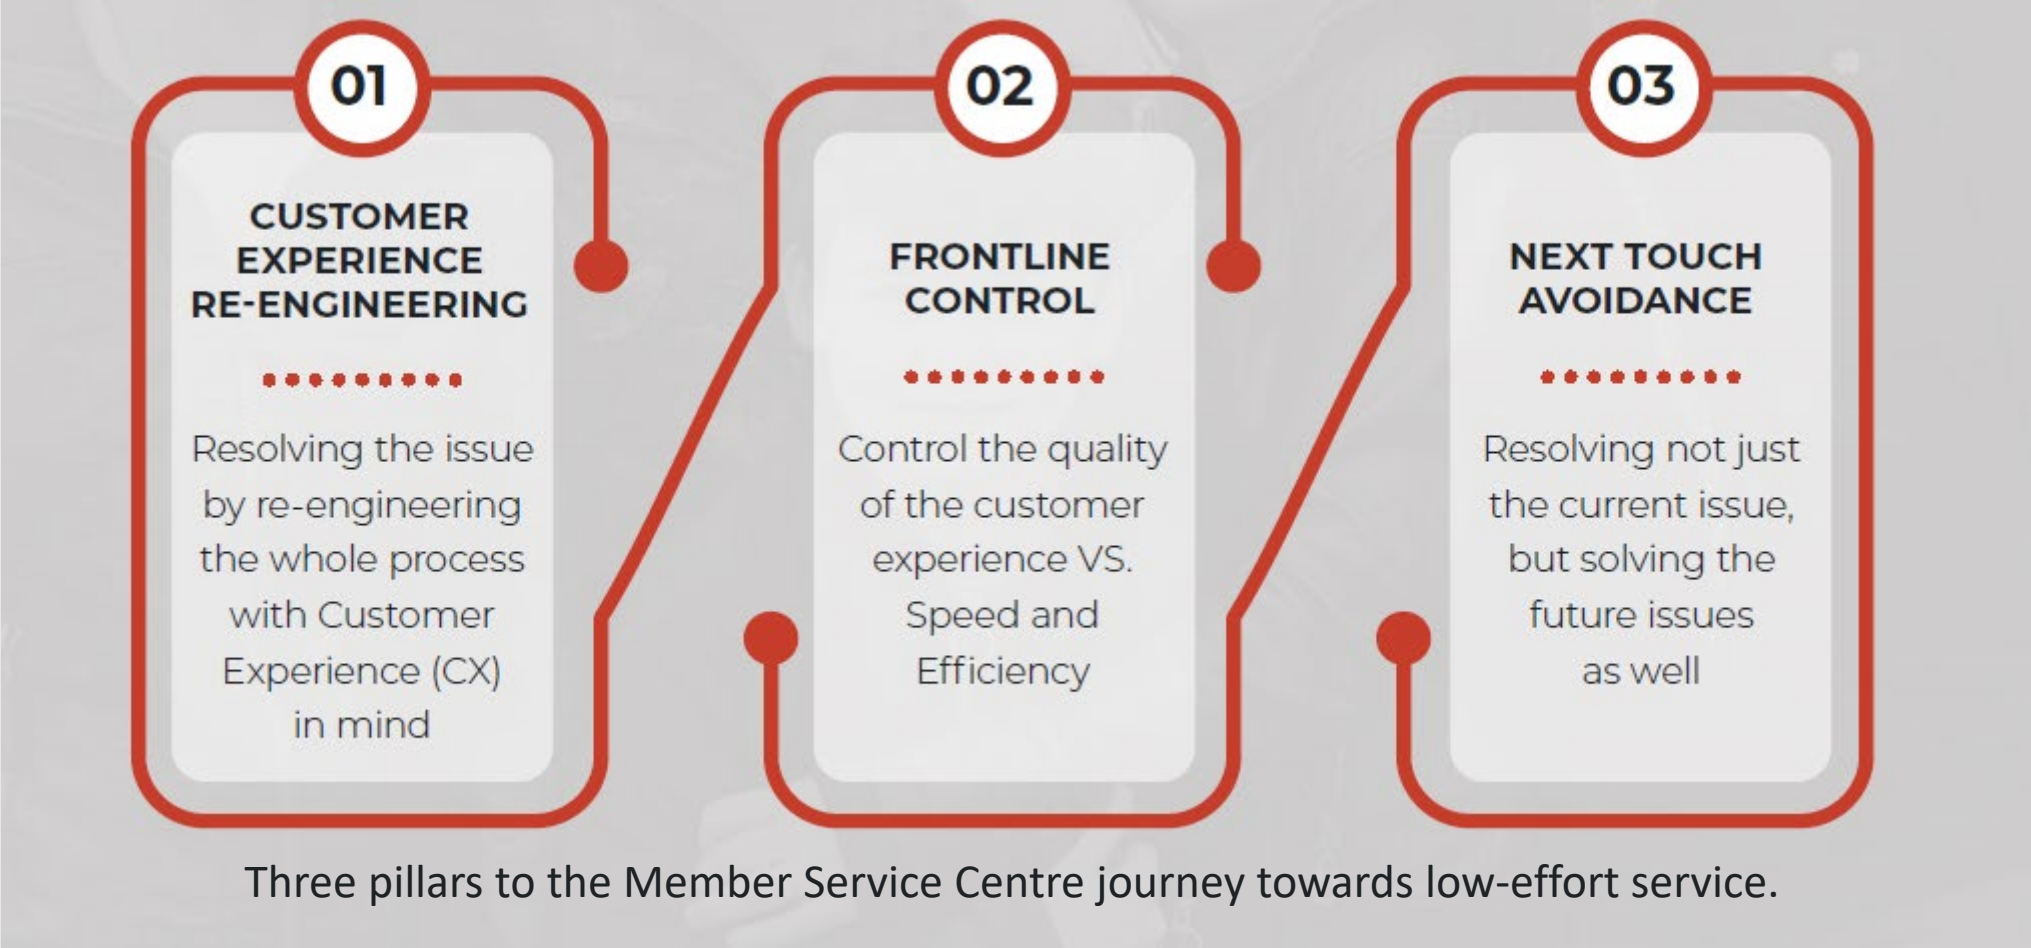 01
CUSTOMER
EXPERIENCE
RE-ENGINEERING
Resolving the issue
by re-engineering
the whole process
with Customer
Experience (CX)
in mind
02
FRONTLINE
CONTROL
Control the quality
of the customer
experience VS.
Speed and
Efficiency
03
NEXT TOUCH
AVOIDANCE
Resolving not just
the current issue,
but solving the
future issues
as well
Three pillars to the Member Service Centre journey towards low-effort service.